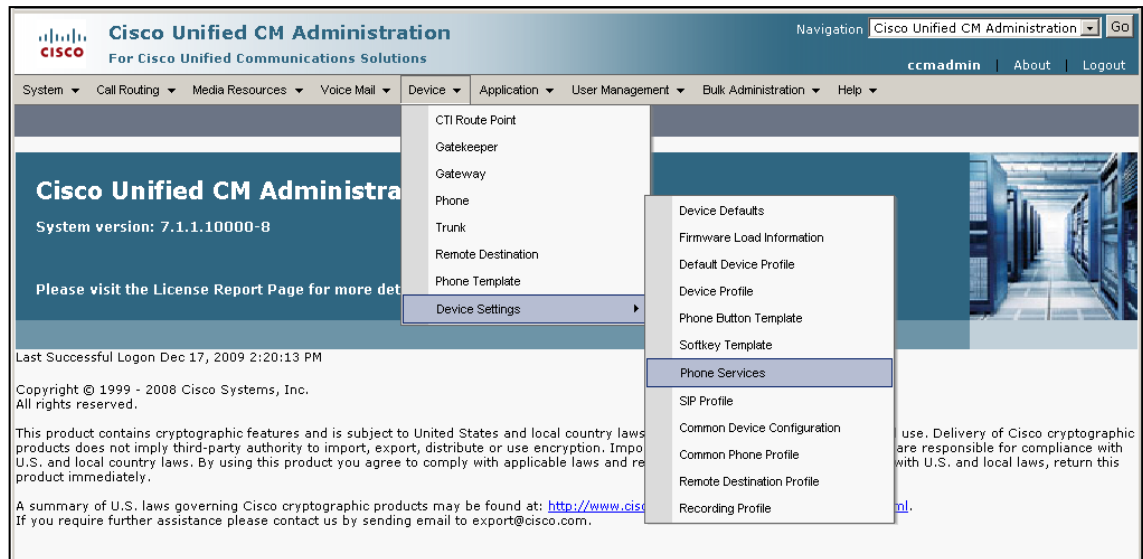 Cisco Unified CM Administration
For Cisco Unified Communications Solutions
CISCO
Navigation Cisco Unified CM Administration Go
ccmadmin | About | Logout
System Call Routing Media Resources Voice Mail Device Application User Management Bulk Administration Help
CTI Route Point
Gatekeeper
Gateway
Phone
Trunk
Remote Destination
Phone Template
Device Settings
Device Defaults
Firmware Load Information
Default Device Profile
Device Profile
Phone Button Template
Softkey Template
Phone Services
SIP Profile
Common Device Configuration
Common Phone Profile
Remote Destination Profile
Recording Profile
Cisco Unified CM Administra
System version: 7.1.1.10000-8
Please visit the License Report Page for more det
Last Successful Logon Dec 17, 2009 2:20:13 PM
Copyright © 1999 - 2008 Cisco Systems, Inc.
All rights reserved.
This product contains cryptographic features and is subject to United States and local country laws use. Delivery of Cisco cryptographic
products does not imply third-party authority to import, export, distribute or use encryption. Impo are responsible for compliance with
U.S. and local country laws. By using this product you agree to comply with applicable laws and re with U.S. and local laws, return this
product immediately.
A summary of U.S. laws governing Cisco cryptographic products may be found at: http://www.cisc ml.
If you require further assistance please contact us by sending email to export@cisco.com.